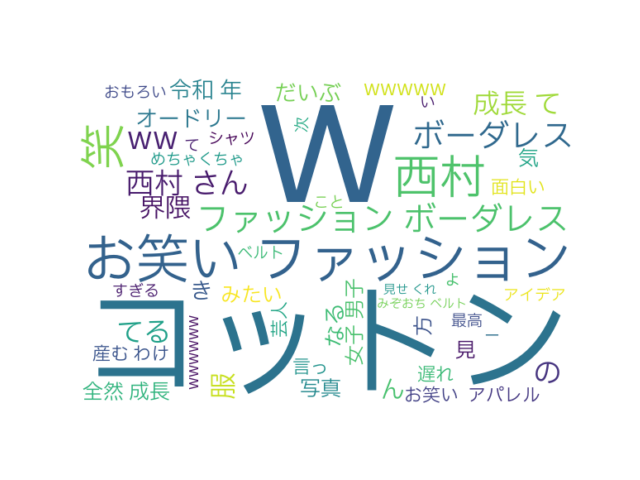 おもろい
令和 年
だいぶ
wwwww
い
成長 て
オードリー
W
次
ボーダレス
笑
ww
て
シャツ
めちゃくちゃ
気
西村 さん
西村
面白い
界隈
こと
ファッション ボーダレス
お笑い
ファッション
ベルト
すぎる
き
みたい
芸人
なる
女子 男子
見せ くれ
ょ
みぞおち ベルト
アイデア
コットン
てる
wwwwwww
方
最高
ー
産む わけ
見
言っ
遅れ
の
全然 成長
服
写真
ん
お笑い アパレル